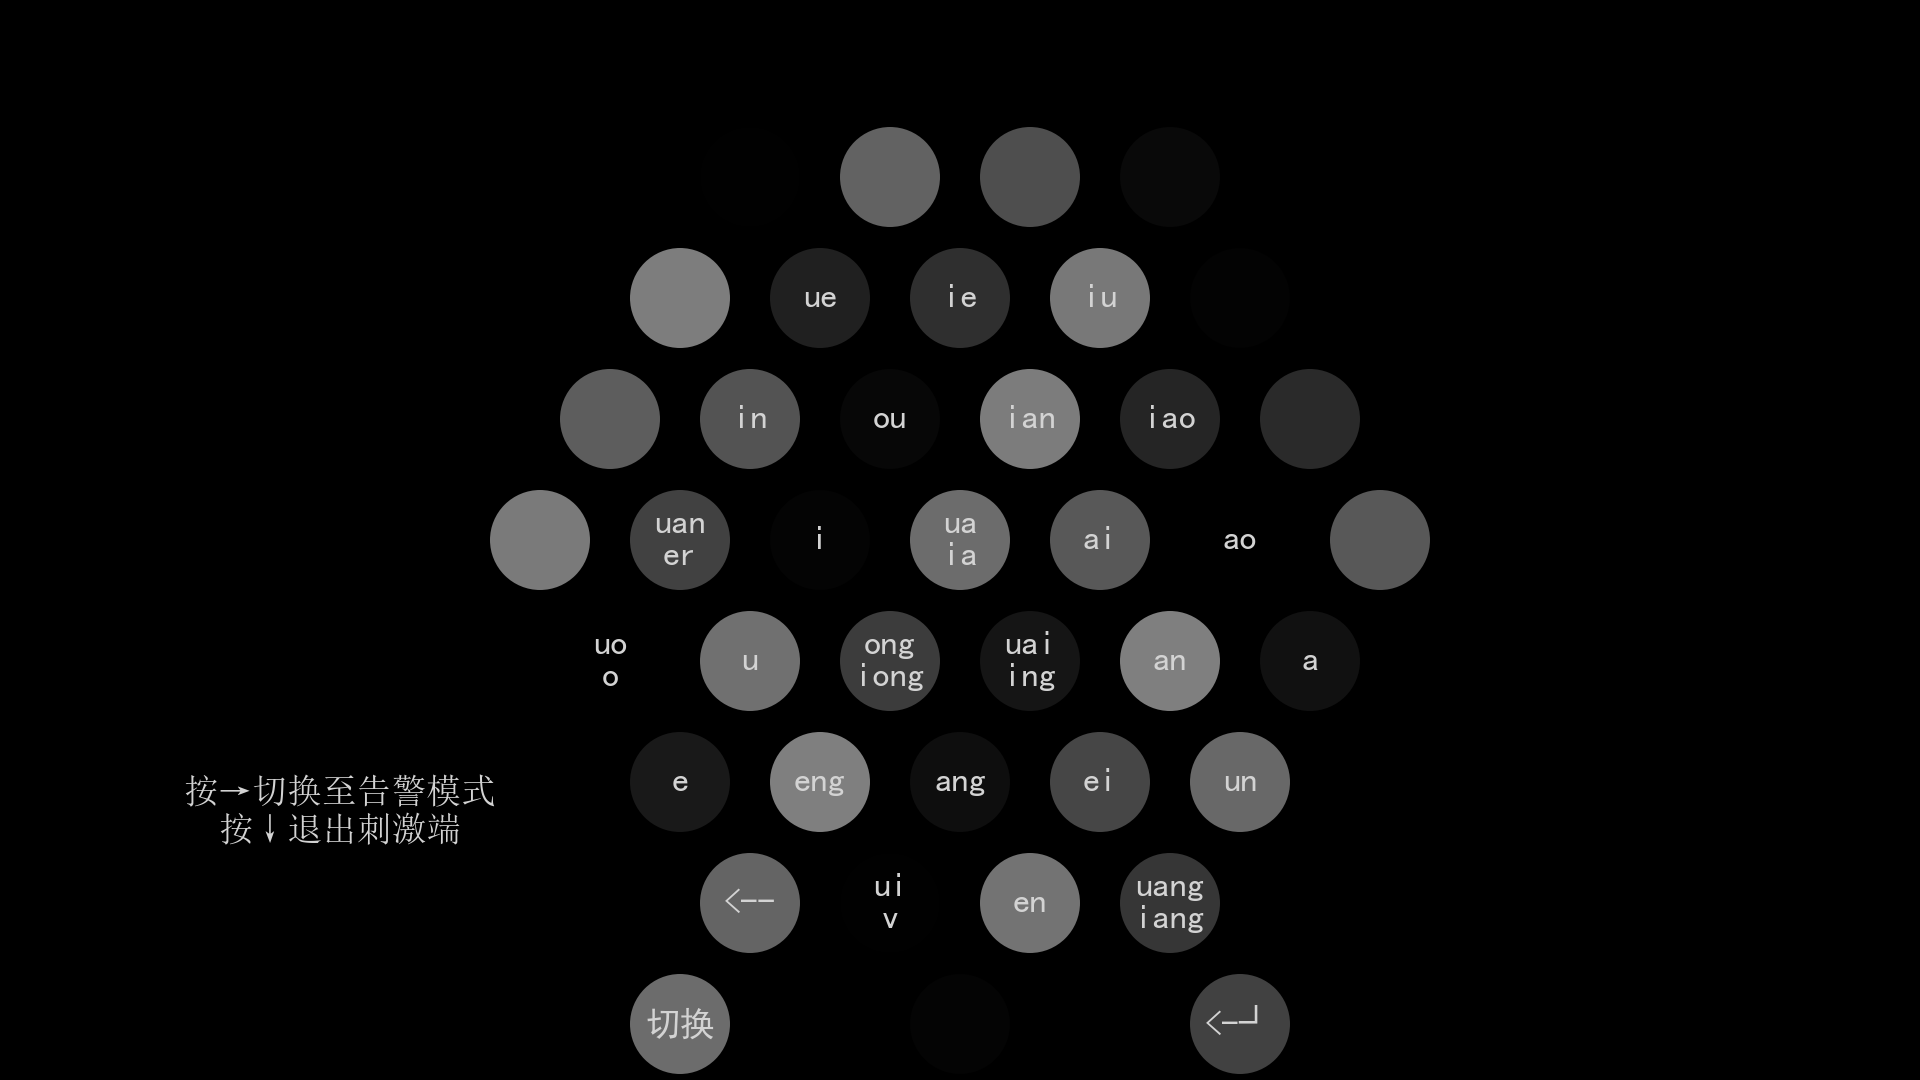 ue
ie
iu
in
ou
ian
iao
uan
er
i
ua
ia
ai
ao
uo
o
u
ong
iong
uai
ing
an
a
e
eng
ang
ei
un
按→切换至告警模式
按↓退出刺激端
<--
ui
v
en
uang
iang
切换
<-┘